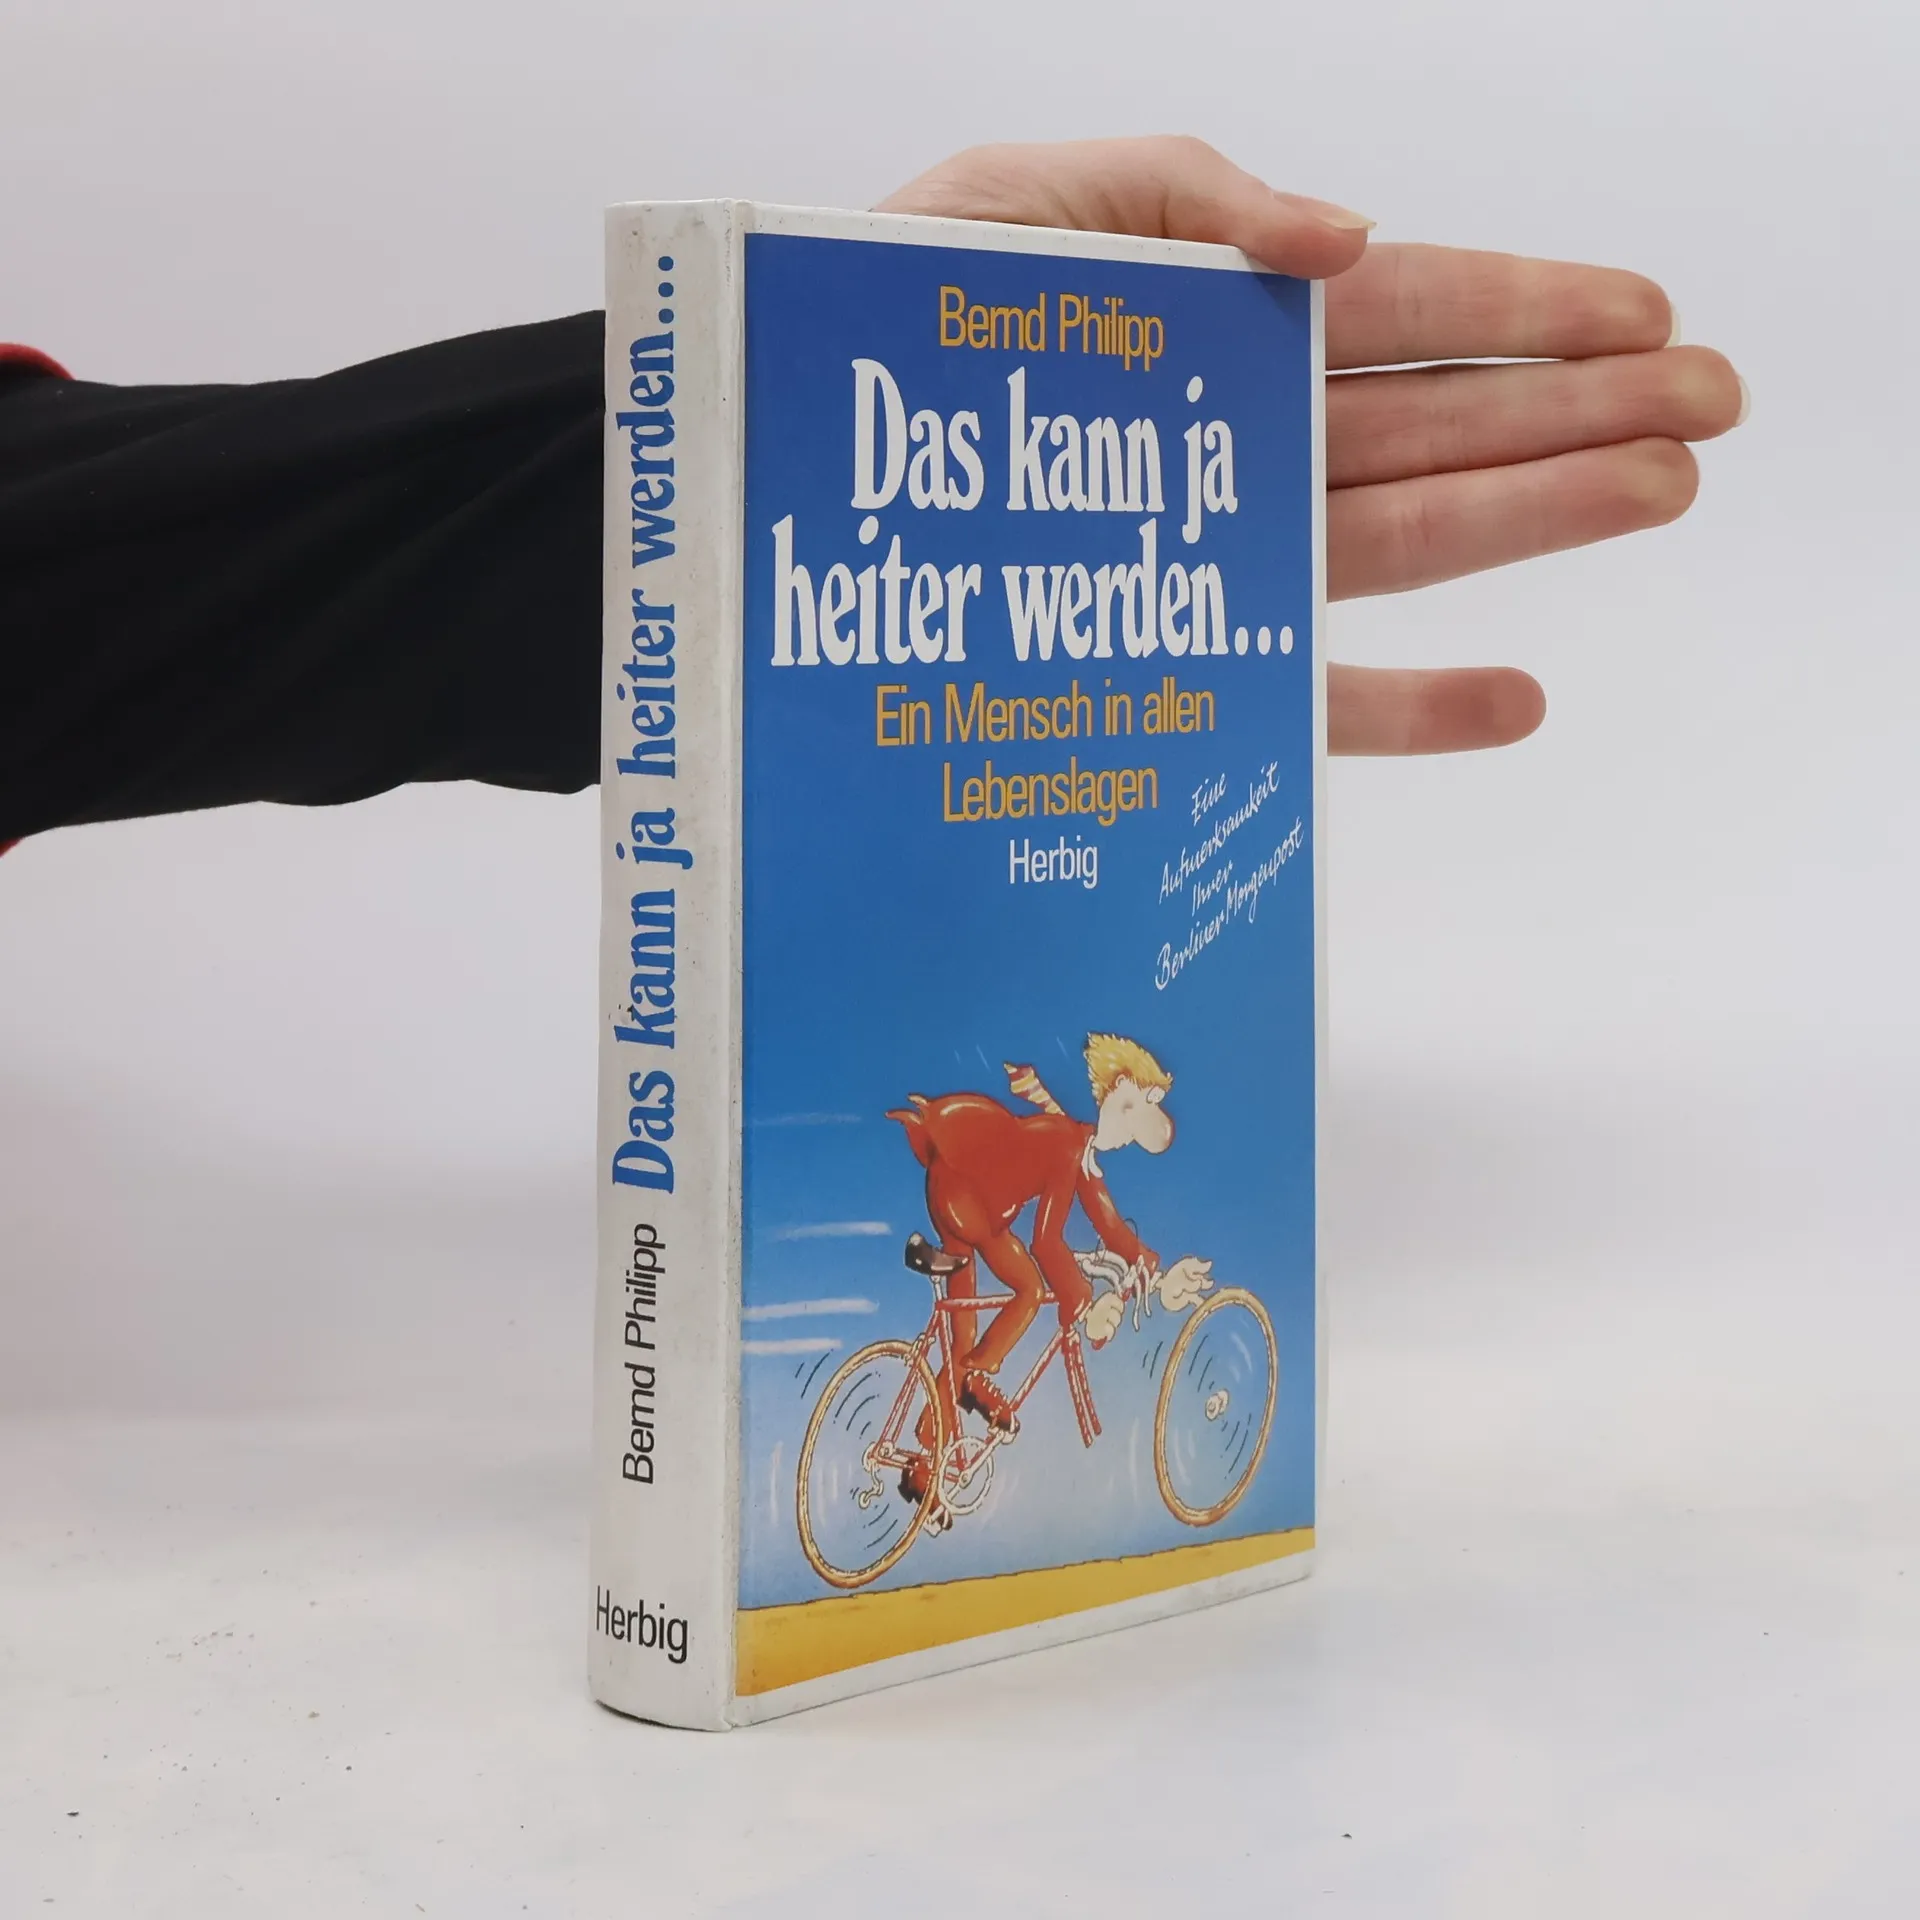 Das kann ja heiter werden...
Bernd Philipp
Herbig
Bernd Philipp
Das kann ja
heiter werden...
Ein Mensch in allen
Lebenslagen
Herbig
Eine
Aufmerksamkeit
Ihrer
Berliner Morgenpost